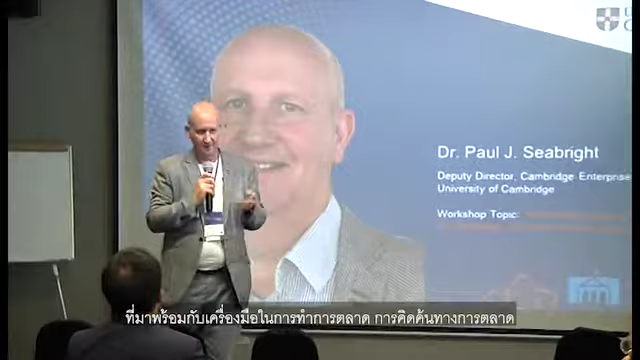 Dr. Paul J. Seabright
Deputy Director, Cambridge Enterprise
University of Cambridge
Workshop Topic:
ที่มาพร้อมกับเครื่องมือในการทำการตลาด การคิดค้นทางการตลาด